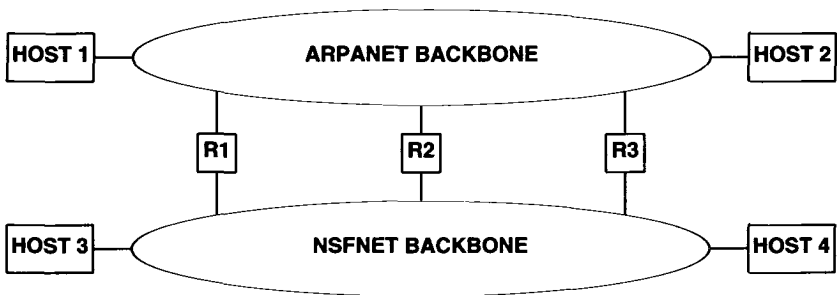 HOST 1
ARPANET BACKBONE
HOST 2
R1
R2
R3
HOST 3
NSFNET BACKBONE
HOST 4